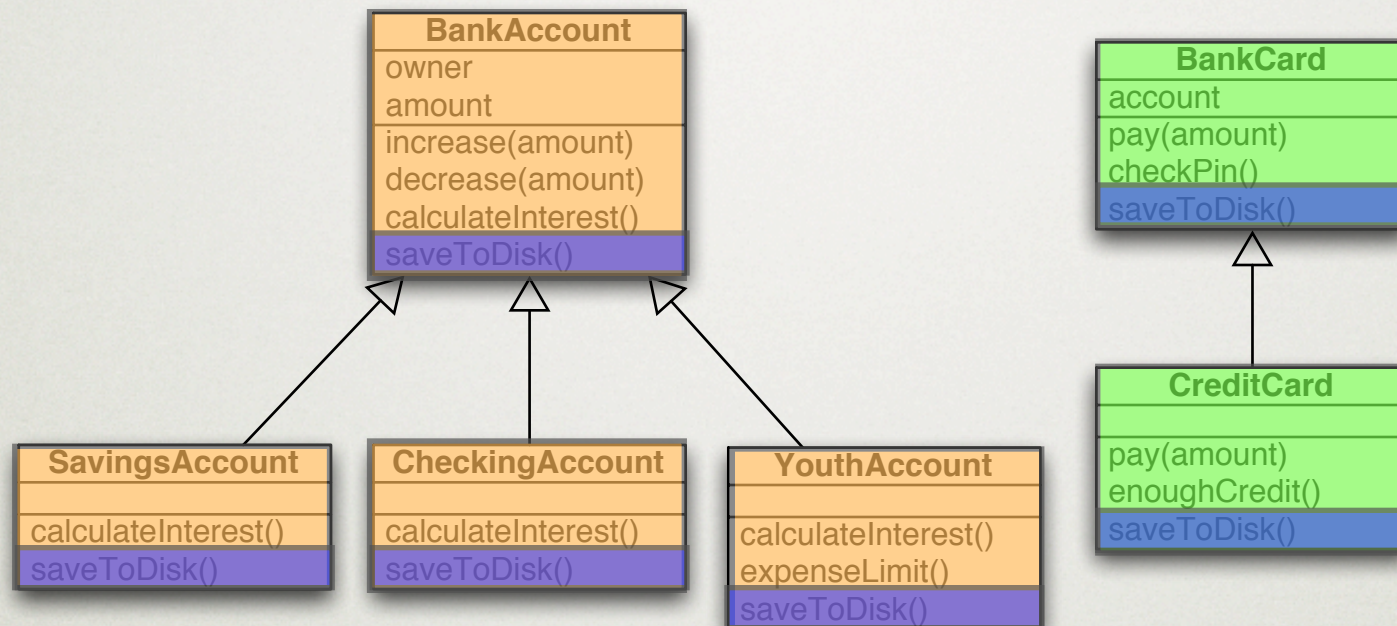 BankAccount
owner
amount
increase(amount)
decrease(amount)
calculateInterest()
saveToDisk()
BankCard
account
pay(amount)
checkPin()
saveToDisk()
SavingsAccount
calculateInterest()
saveToDisk()
CheckingAccount
calculateInterest()
saveToDisk()
YouthAccount
calculateInterest()
expenseLimit()
saveToDisk()
CreditCard
pay(amount)
enoughCredit()
saveToDisk()